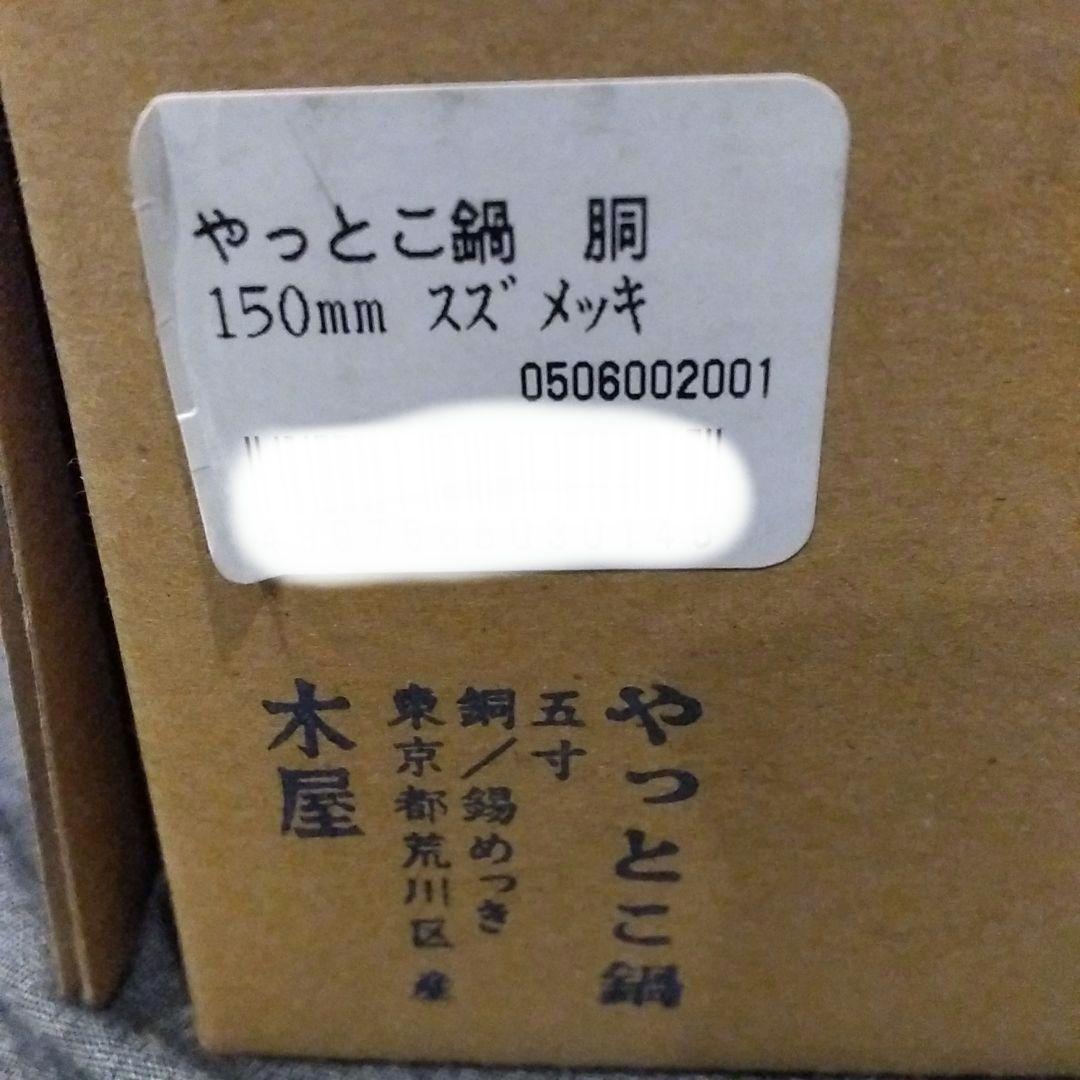 やっとこ鍋 胴
150mm スズメッキ
0506002001
やっとこ鍋
五寸
銅／錫めっき
東京都荒川区産
木屋